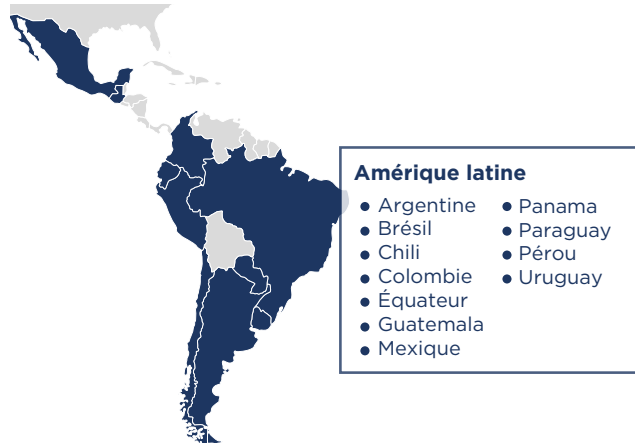 Amérique latine
Argentine
Brésil
Chili
Colombie
Équateur
Guatemala
Mexique
Panama
Paraguay
Pérou
Uruguay